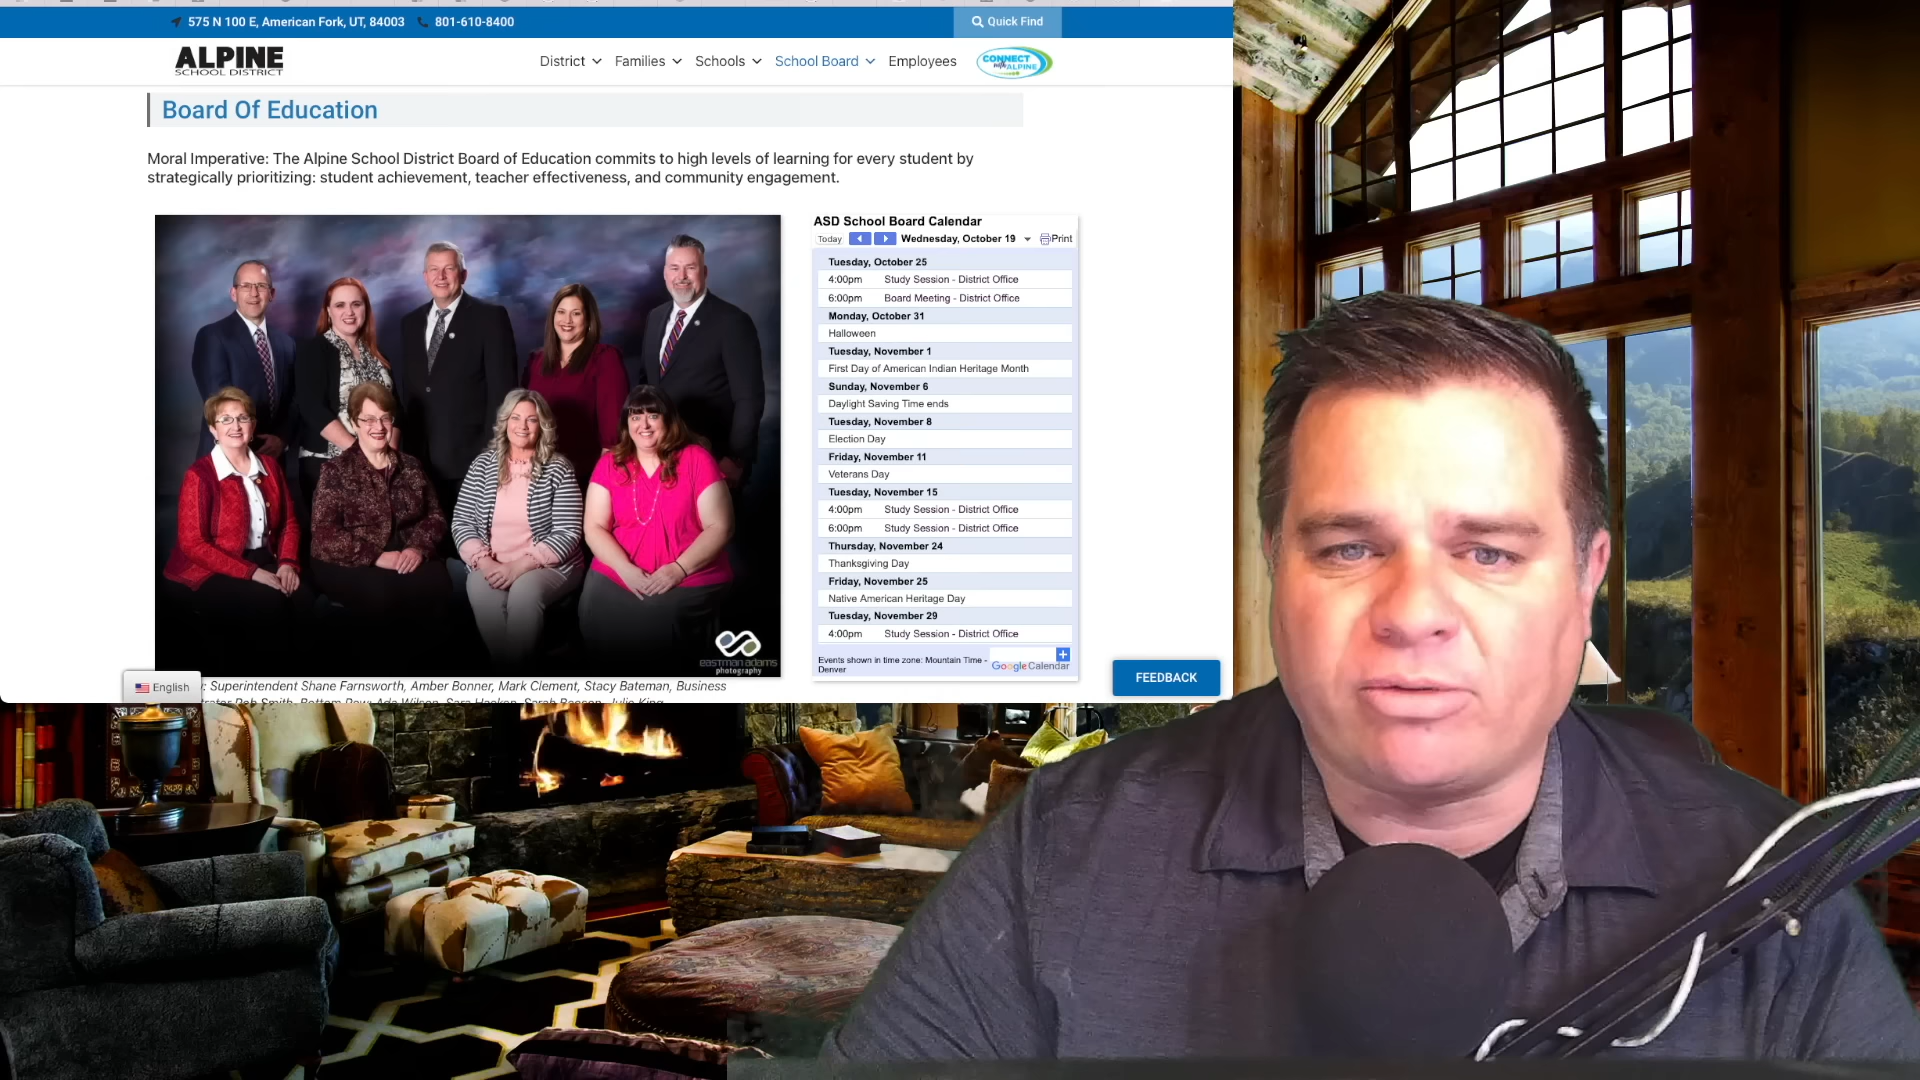 575 N 100 E, American Fork, UT, 84003 801-610-8400
Quick Find
ALPINE
SCHOOL DISTRICT
District Families Schools School Board Employees
CONNECT
with
ALPINE
Board Of Education
Moral Imperative: The Alpine School District Board of Education commits to high levels of learning for every student by
strategically prioritizing: student achievement, teacher effectiveness, and community engagement.
ASD School Board Calendar
Today Wednesday, October 19 Print
Tuesday, October 25
4:00pm Study Session - District Office
6:00pm Board Meeting - District Office
Monday, October 31
Halloween
Tuesday, November 1
First Day of American Indian Heritage Month
Sunday, November 6
Daylight Saving Time ends
Tuesday, November 8
Election Day
Friday, November 11
Veterans Day
Tuesday, November 15
4:00pm Study Session - District Office
6:00pm Study Session - District Office
Thursday, November 24
Thanksgiving Day
Friday, November 25
Native American Heritage Day
Tuesday, November 29
4:00pm Study Session - District Office
Events shown in time zone: Mountain Time -
Denver
Google Calendar
eastman adams
photography
FEEDBACK
English
: Superintendent Shane Farnsworth, Amber Bonner, Mark Clement, Stacy Bateman, Business